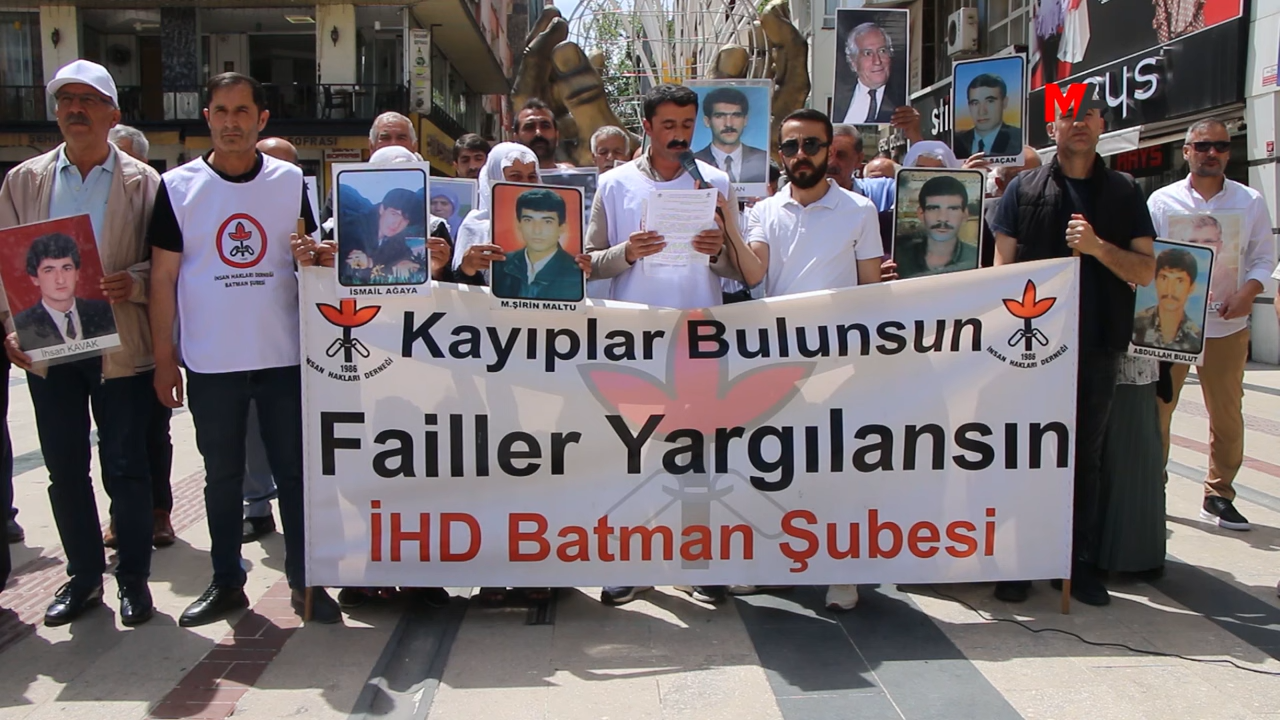 M
SAÇAN
İSMAİL AĞAYA
M.ŞİRİN MALTU
İhsan KAVAK
ABDULLAH BULUT
İNSAN HAKLARI DERNEĞİ
BATMAN ŞUBESİ
Kayıplar Bulunsun
1986
İNSAN HAKLARI DERNEĞİ
1986
İNSAN HAKLARI DERNEĞİ
Failler Yargılansın
İHD Batman Şubesi